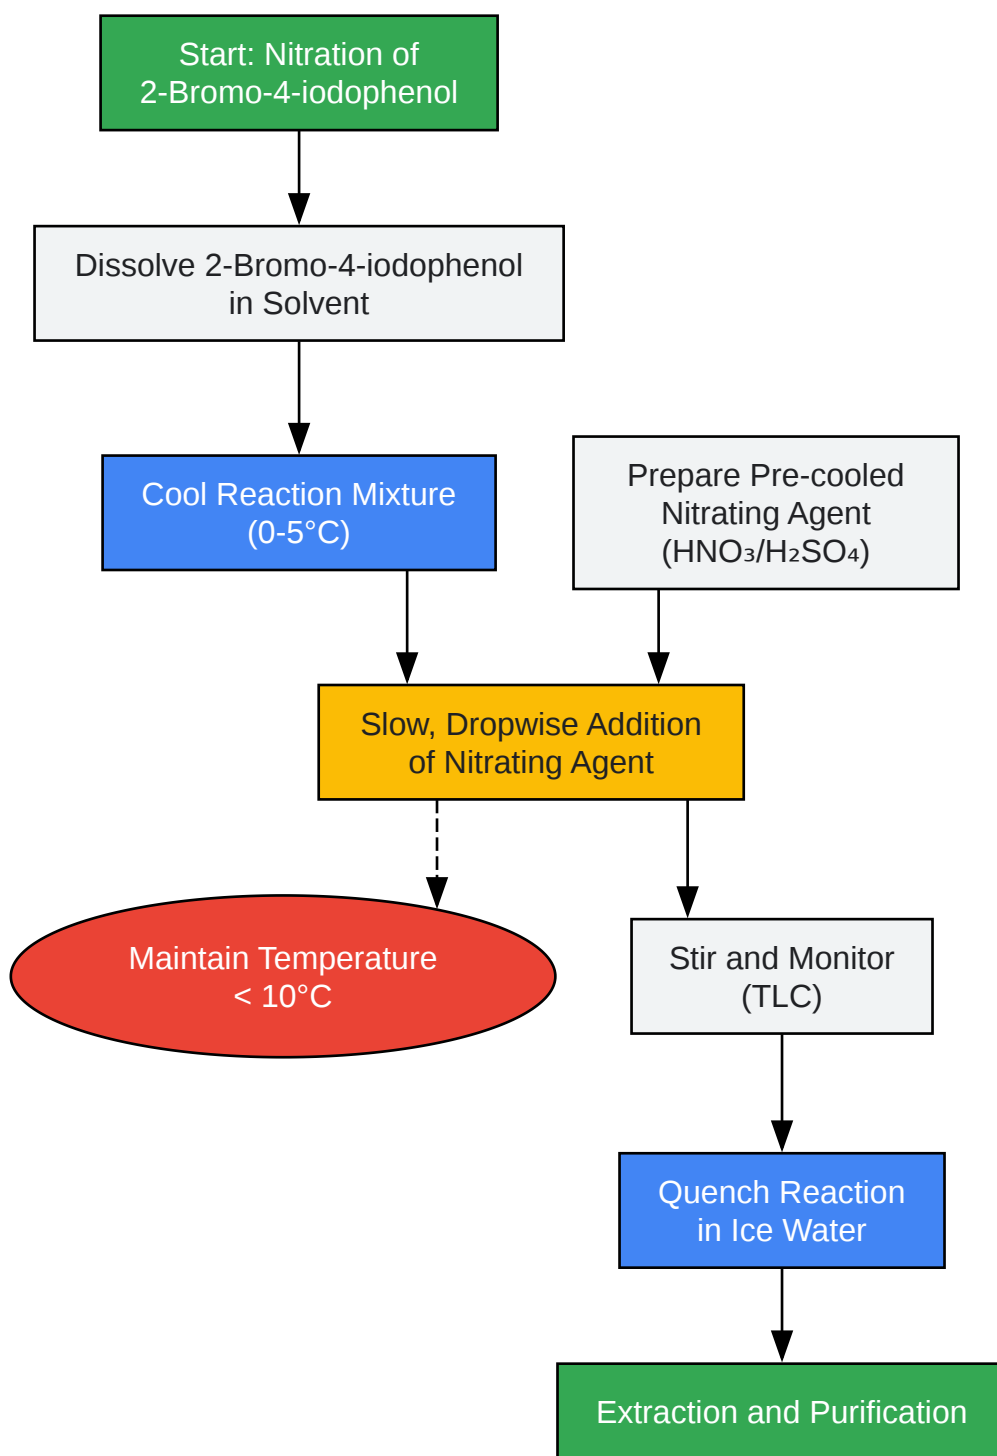 Start: Nitration of
2-Bromo-4-iodophenol
Dissolve 2-Bromo-4-iodophenol
in Solvent
Cool Reaction Mixture
(0-5°C)
Prepare Pre-cooled
Nitrating Agent
(HNO₃/H₂SO₄)
Slow, Dropwise Addition
of Nitrating Agent
Maintain Temperature
< 10°C
Stir and Monitor
(TLC)
Quench Reaction
in Ice Water
Extraction and Purification